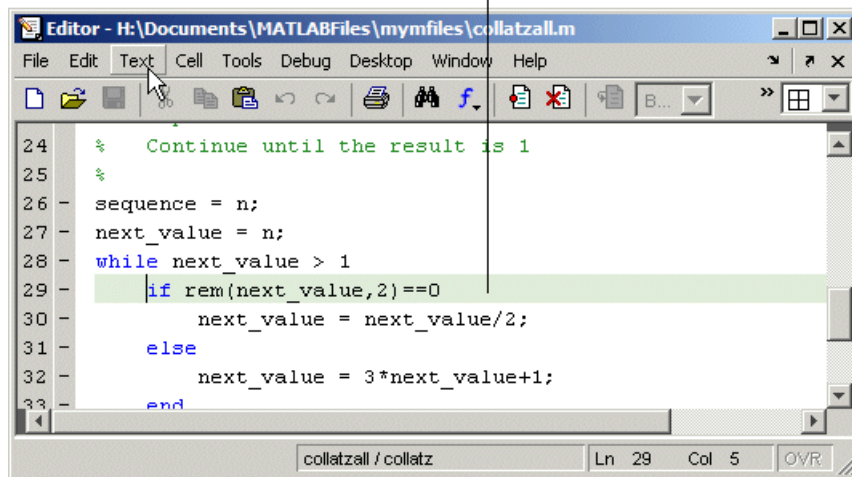 Editor - H:\Documents\MATLABFiles\mymfiles\collatzall.m
File Edit Text Cell Tools Debug Desktop Window Help
B...
24 % Continue until the result is 1
25 %
26 - sequence = n;
27 - next_value = n;
28 - while next_value > 1
29 - if rem(next_value,2)==0
30 - next_value = next_value/2;
31 - else
32 - next_value = 3*next_value+1;
33 - end
collatzall / collatz Ln 29 Col 5 OVR